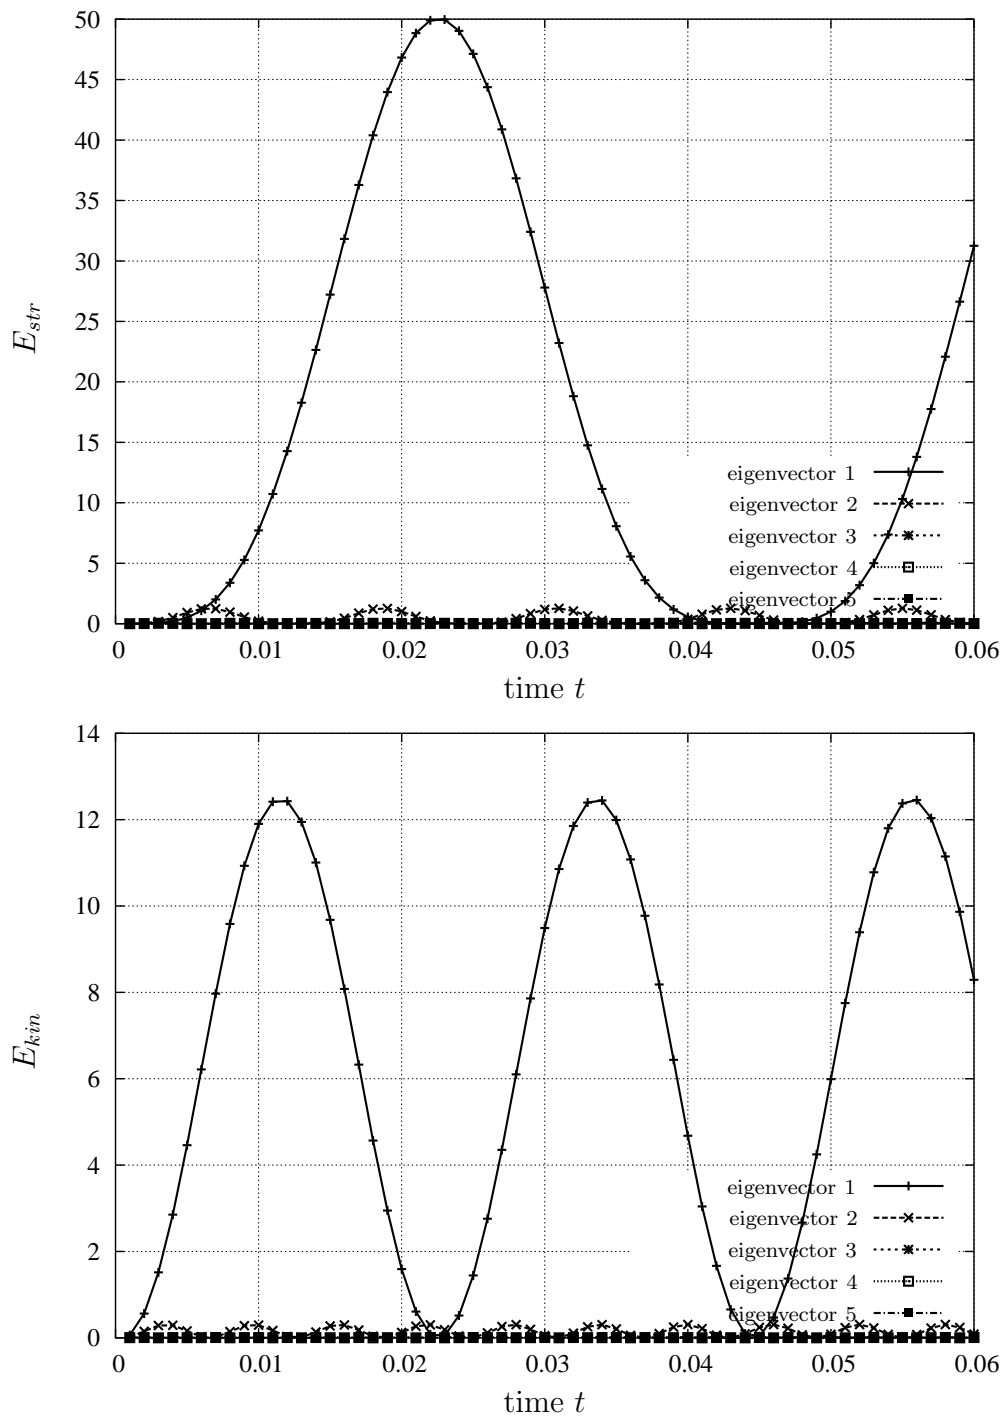 50
45
40
35
30
25
20
15
10
5
0
E_str
eigenvector 1
eigenvector 2
eigenvector 3
eigenvector 4
eigenvector 5
0 0.01 0.02 0.03 0.04 0.05 0.06
time t
14
12
10
8
6
4
2
0
E_kin
eigenvector 1
eigenvector 2
eigenvector 3
eigenvector 4
eigenvector 5
0 0.01 0.02 0.03 0.04 0.05 0.06
time t